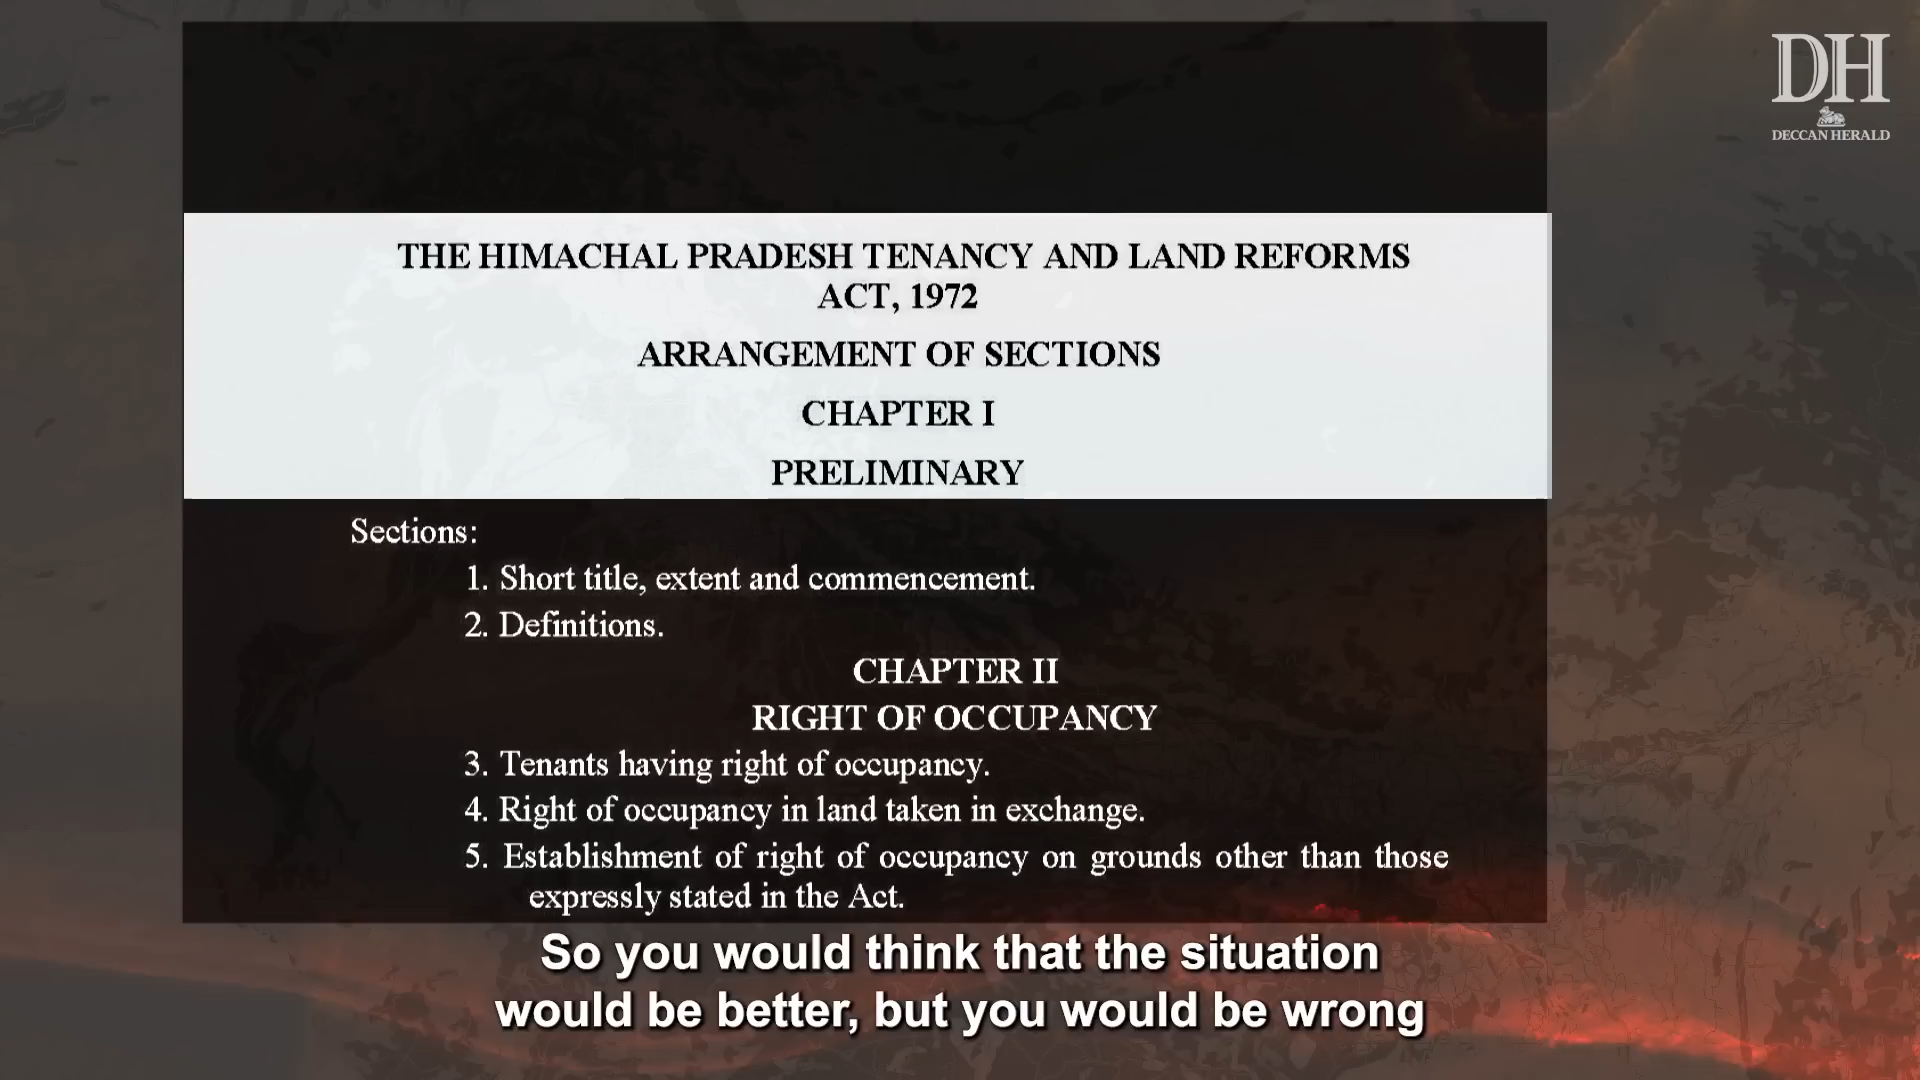 DH
DECCAN HERALD
THE HIMACHAL PRADESH TENANCY AND LAND REFORMS
ACT, 1972
ARRANGEMENT OF SECTIONS
CHAPTER I
PRELIMINARY
Sections:
1. Short title, extent and commencement.
2. Definitions.
CHAPTER II
RIGHT OF OCCUPANCY
3. Tenants having right of occupancy.
4. Right of occupancy in land taken in exchange.
5. Establishment of right of occupancy on grounds other than those
expressly stated in the Act.
So you would think that the situation
would be better, but you would be wrong